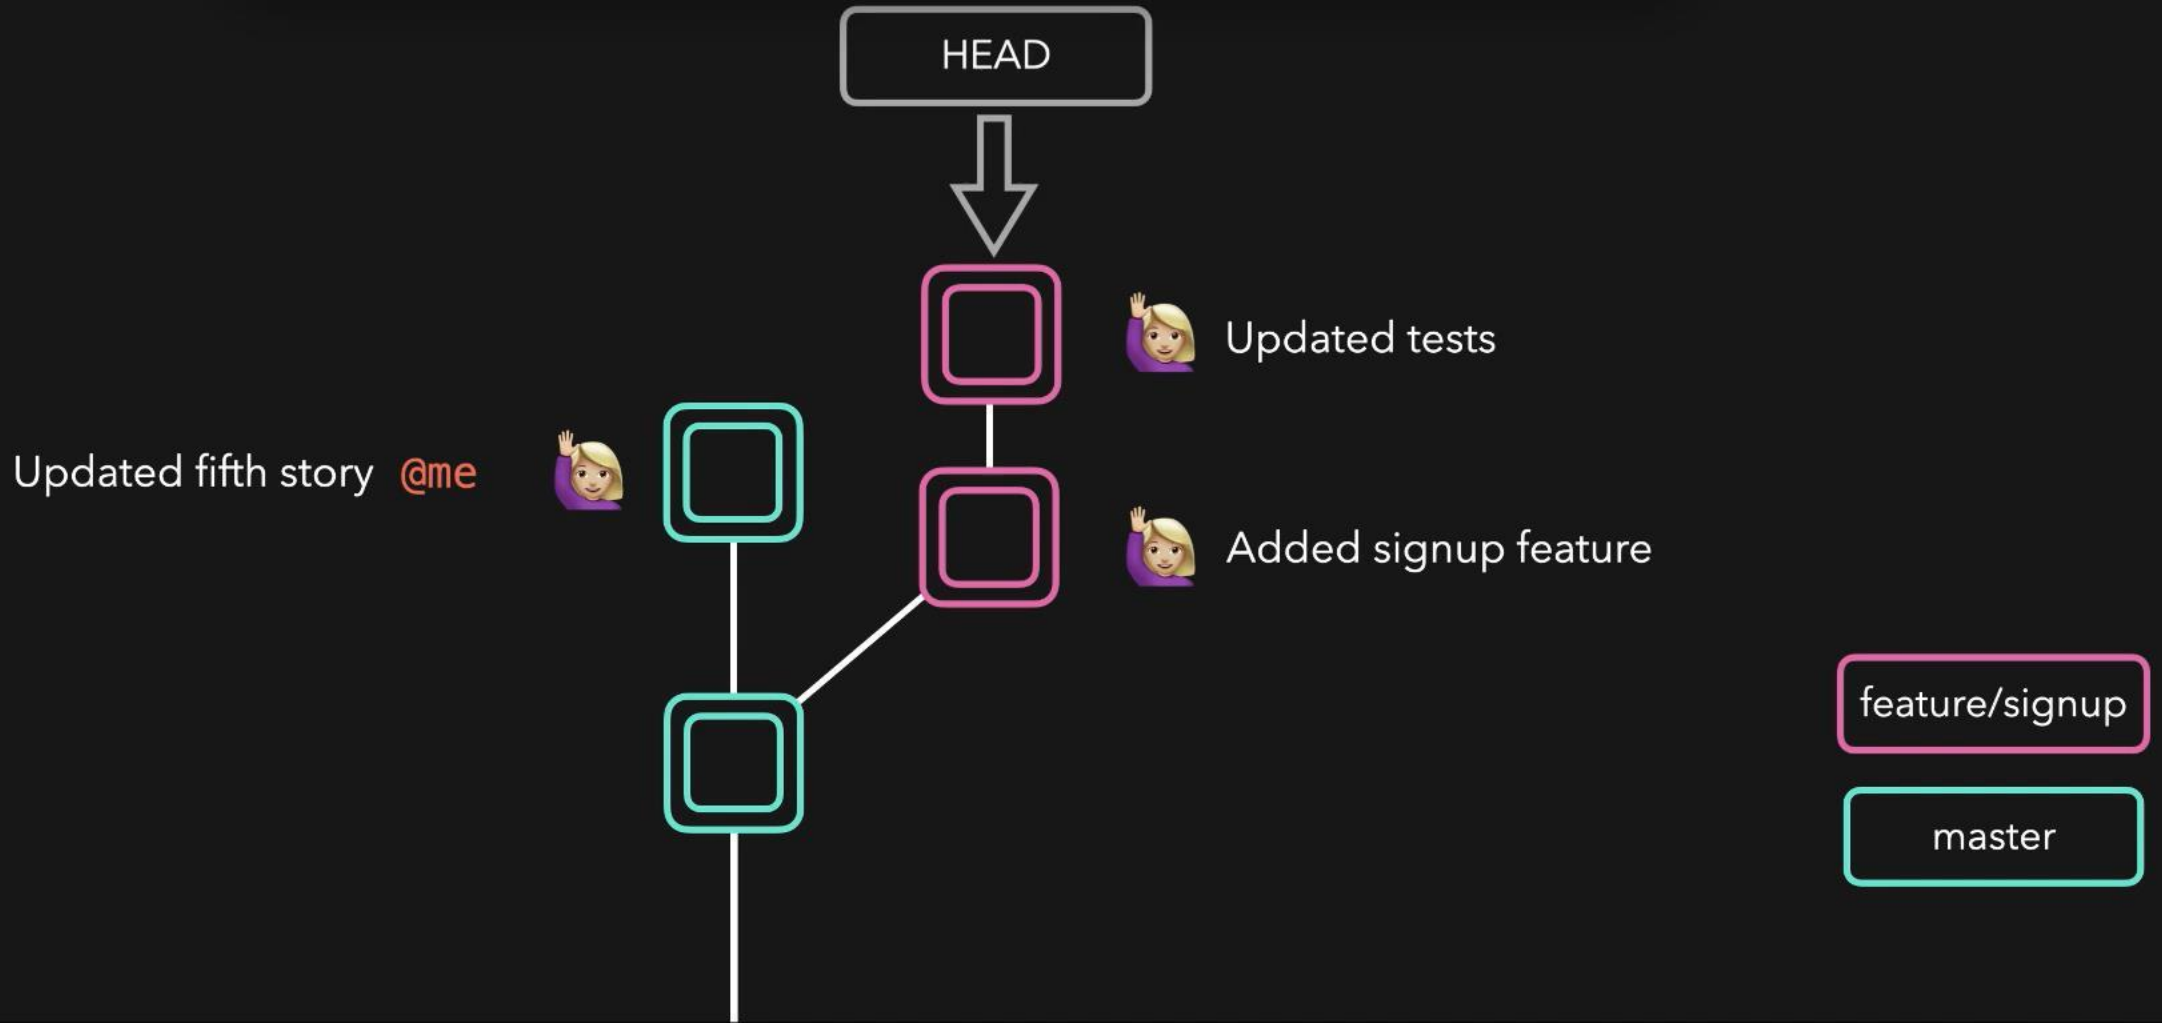 HEAD
Updated tests
Updated fifth story @me
Added signup feature
feature/signup
master